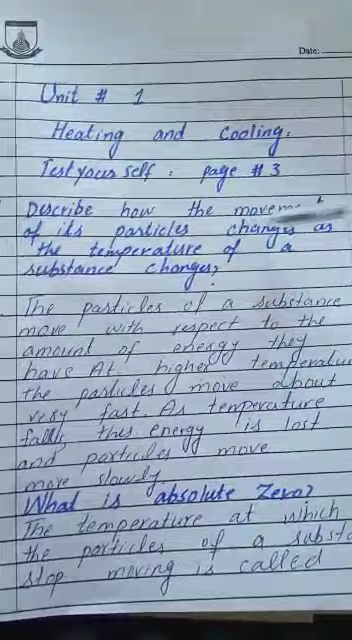 Date:
Unit # 1
Heating and Cooling.
Test your self : page # 3
Describe how the
of its particles changes as
the temperature of a
substance changes?
The particles of a substance
move with respect to the
amount of energy they
have At higher
the particles move about
very fast. As temperature
falls, this energy is lost
and particles move
more slowly
What is absolute Zero?
The temperature at which
the particles of a
stop moving is called